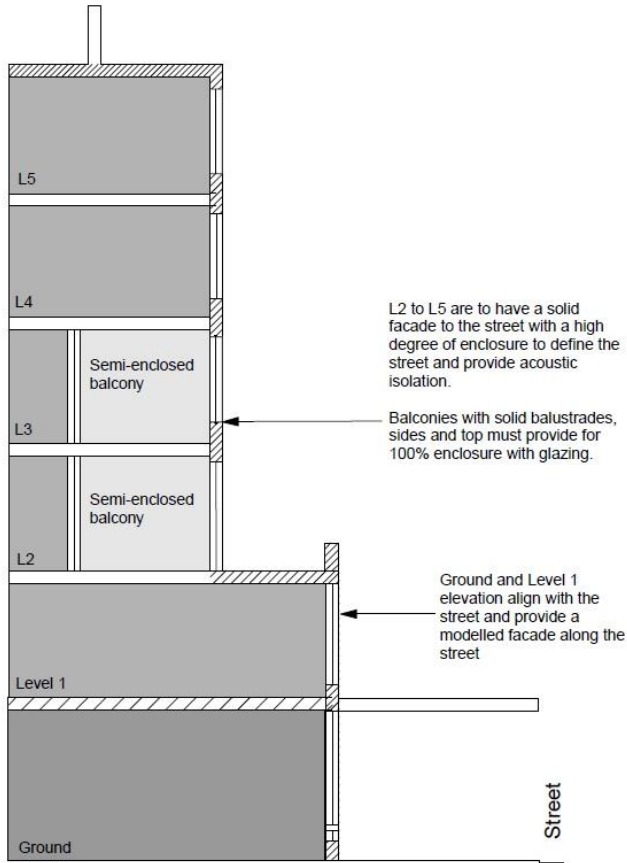 L5
L4
L2 to L5 are to have a solid
facade to the street with a high
degree of enclosure to define the
street and provide acoustic
isolation.
Semi-enclosed
balcony
L3
Balconies with solid balustrades,
sides and top must provide for
100% enclosure with glazing.
Semi-enclosed
balcony
L2
Ground and Level 1
elevation align with the
street and provide a
modelled facade along the
street
Level 1
Street
Ground